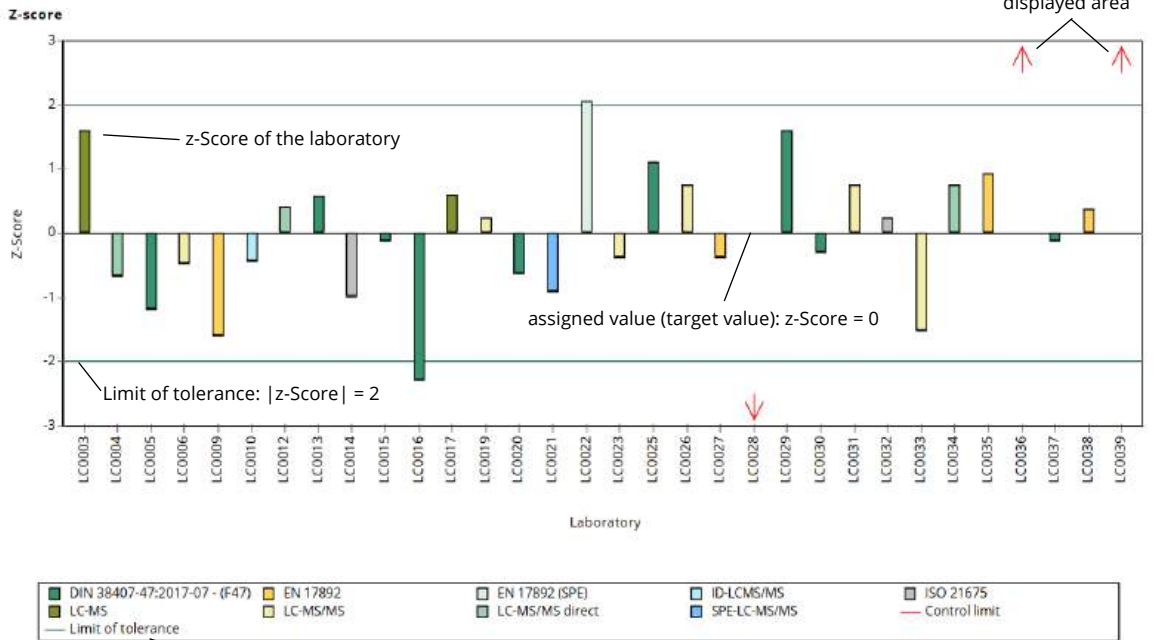 displayed area
Z-score
3
2
z-Score of the laboratory
1
Z-Score
0
-1
assigned value (target value): z-Score = 0
-2
Limit of tolerance: |z-Score| = 2
-3
LC0003 LC0004 LC0005 LC0006 LC0009 LC0010 LC0012 LC0013 LC0014 LC0015 LC0016 LC0017 LC0019 LC0020 LC0021 LC0022 LC0023 LC0025 LC0026 LC0027 LC0028 LC0029 LC0030 LC0031 LC0032 LC0033 LC0034 LC0035 LC0036 LC0037 LC0038 LC0039
Laboratory
DIN 38407-47:2017-07 - (F47) EN 17892 EN 17892 (SPE) ID-LCMS/MS ISO 21675
LC-MS LC-MS/MS LC-MS/MS direct SPE-LC-MS/MS Control limit
Limit of tolerance